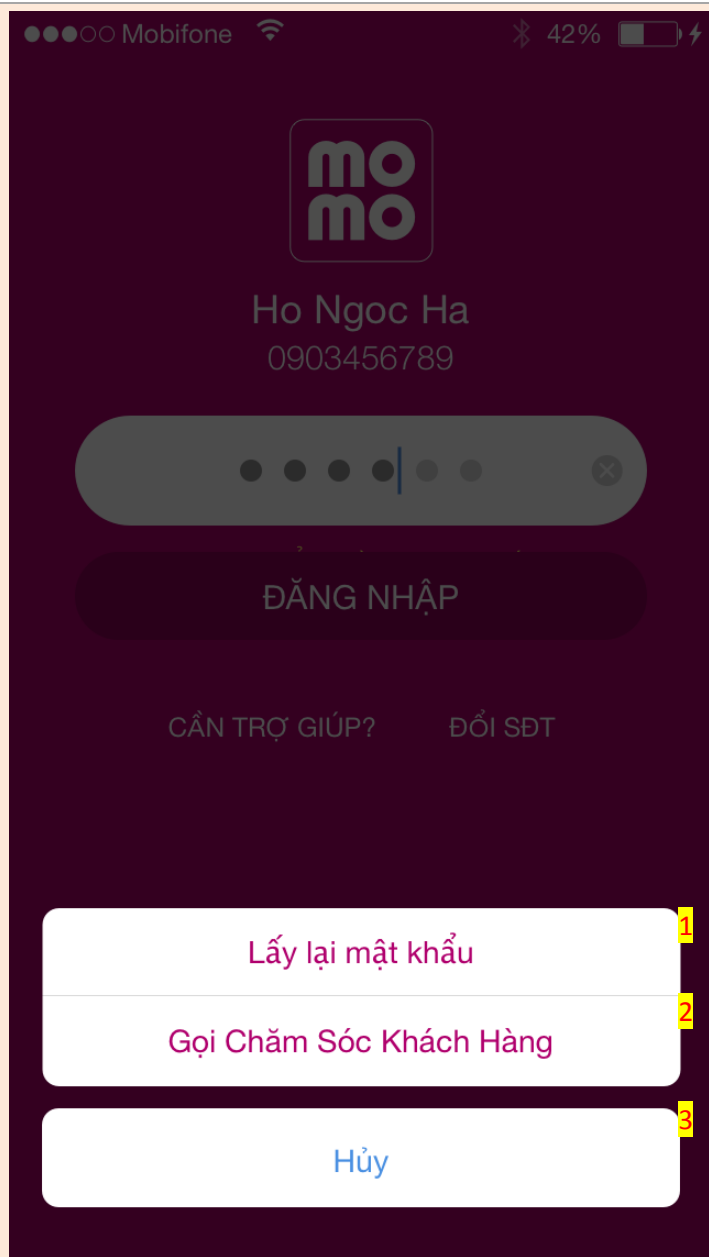 Mobifone 42%
mo
mo
Ho Ngoc Ha
0903456789
ĐĂNG NHẬP
CẦN TRỢ GIÚP? ĐỔI SĐT
Lấy lại mật khẩu 1
Gọi Chăm Sóc Khách Hàng 2
Hủy 3